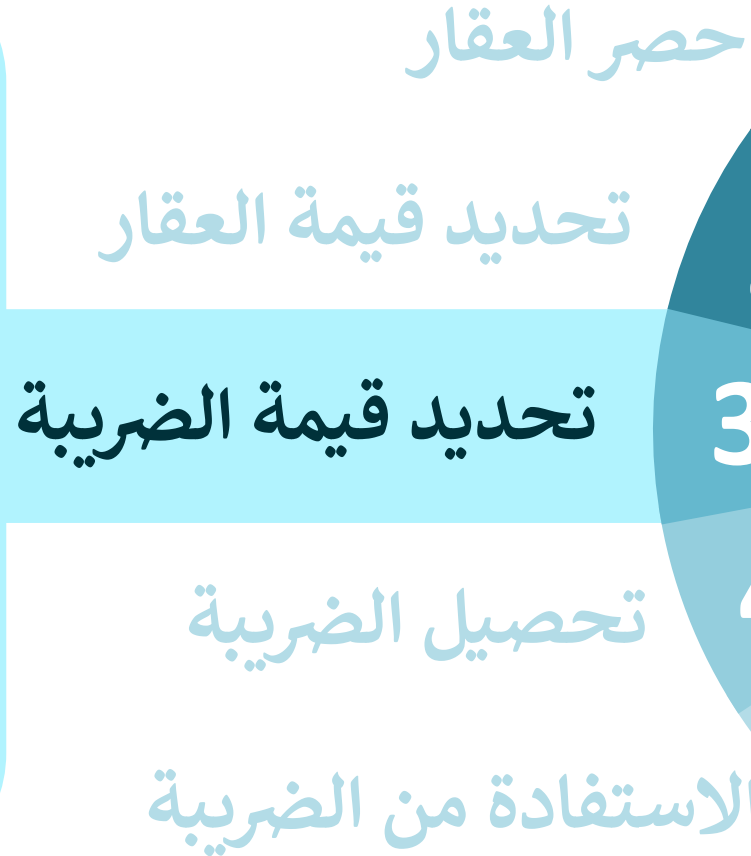 حصر العقار
تحديد قيمة العقار
3 تحديد قيمة الضريبة
تحصيل الضريبة
الاستفادة من الضريبة